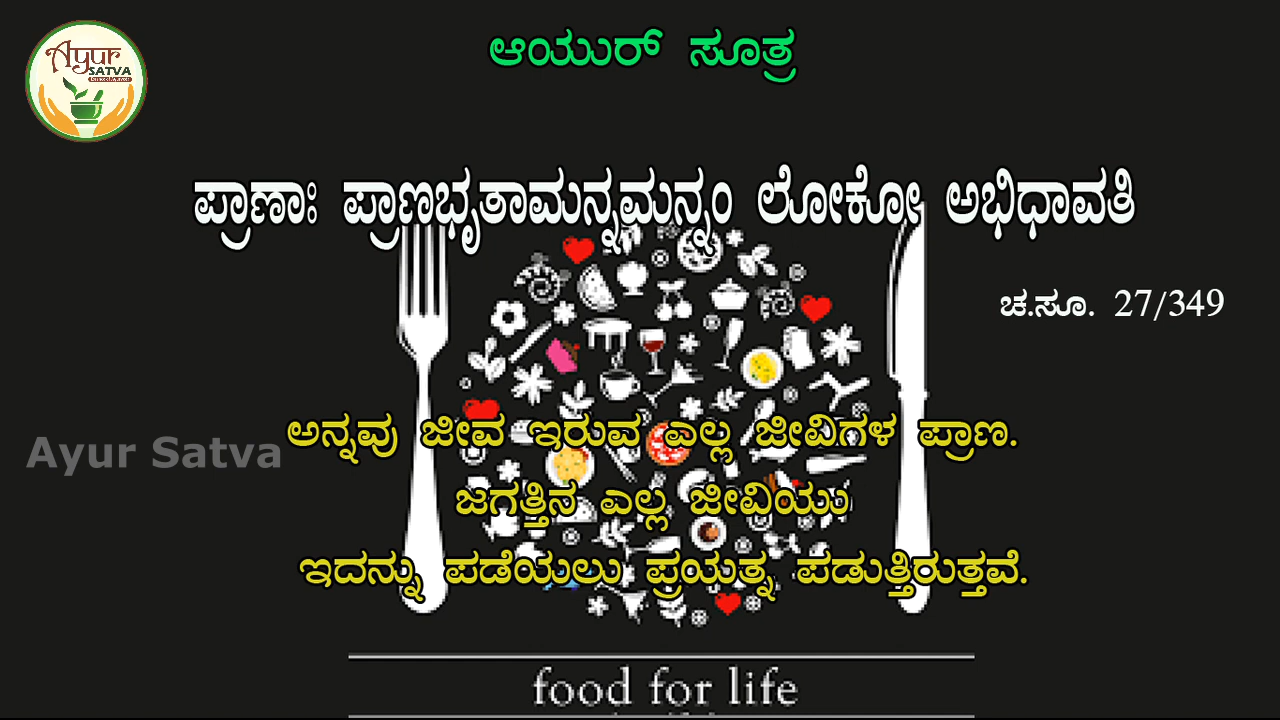 Ayur
SATVA
ಆಯುರ್ ಸೂತ್ರ
ಪ್ರಾಣಾಃ ಪ್ರಾಣಭೃತಾಮನ್ನಮನ್ನಂ ಲೋಕೋ ಅಭಿಧಾವತಿ
ಚ.ಸೂ. 27/349
ಅನ್ನವು ಜೀವ ಇರುವ ಎಲ್ಲ ಜೀವಿಗಳ ಪ್ರಾಣ.
Ayur Satva
ಜಗತ್ತಿನ ಎಲ್ಲ ಜೀವಿಯು
ಇದನ್ನು ಪಡೆಯಲು ಪ್ರಯತ್ನ ಪಡುತ್ತಿರುತ್ತವೆ.
food for life